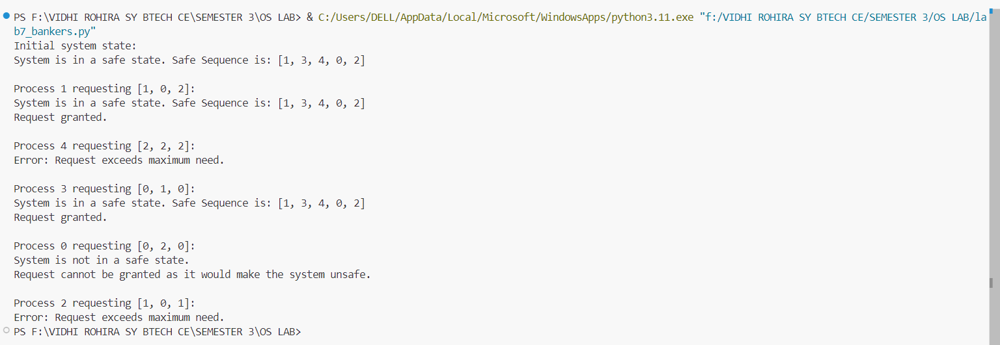 PS F:\VIDHI ROHIRA SY BTECH CE\SEMESTER 3\OS LAB> & C:/Users/DELL/AppData/Local/Microsoft/WindowsApps/python3.11.exe "f:/VIDHI ROHIRA SY BTECH CE/SEMESTER 3/OS LAB/la
b7_bankers.py"
Initial system state:
System is in a safe state. Safe Sequence is: [1, 3, 4, 0, 2]
Process 1 requesting [1, 0, 2]:
System is in a safe state. Safe Sequence is: [1, 3, 4, 0, 2]
Request granted.
Process 4 requesting [2, 2, 2]:
Error: Request exceeds maximum need.
Process 3 requesting [0, 1, 0]:
System is in a safe state. Safe Sequence is: [1, 3, 4, 0, 2]
Request granted.
Process 0 requesting [0, 2, 0]:
System is not in a safe state.
Request cannot be granted as it would make the system unsafe.
Process 2 requesting [1, 0, 1]:
Error: Request exceeds maximum need.
PS F:\VIDHI ROHIRA SY BTECH CE\SEMESTER 3\OS LAB>